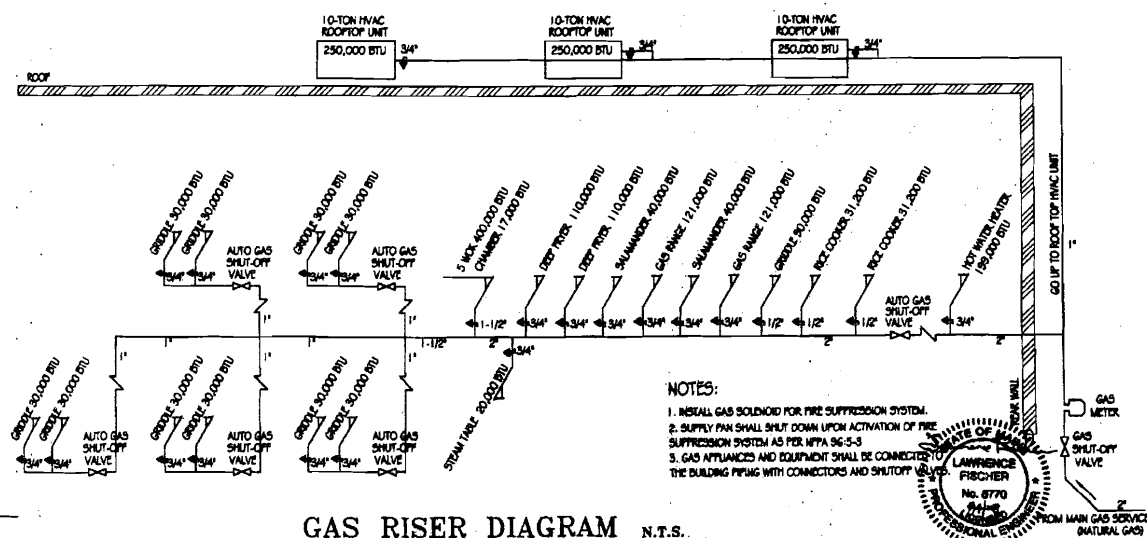 10-TON HVAC
ROOFTOP UNIT
250,000 BTU
3/4"
10-TON HVAC
ROOFTOP UNIT
250,000 BTU
3/4"
10-TON HVAC
ROOFTOP UNIT
250,000 BTU
3/4"
ROOF
GO UP TO ROOF TOP HVAC UNIT
1"
GRIDDLE 30,000 BTU
GRIDDLE 30,000 BTU
3/4"
3/4"
AUTO GAS
SHUT-OFF
VALVE
1"
GRIDDLE 30,000 BTU
GRIDDLE 30,000 BTU
3/4"
3/4"
AUTO GAS
SHUT-OFF
VALVE
1"
5 WOK 400,000 BTU
CHAMBER 17,000 BTU
1-1/2"
DEEP FRYER 110,000 BTU
3/4"
DEEP FRYER 110,000 BTU
3/4"
SALAMANDER 40,000 BTU
3/4"
GAS RANGE 121,000 BTU
3/4"
SALAMANDER 40,000 BTU
3/4"
GAS RANGE 121,000 BTU
3/4"
GRIDDLE 90,000 BTU
1/2"
RICE COOKER 31,200 BTU
1/2"
RICE COOKER 31,200 BTU
1/2"
AUTO GAS
SHUT-OFF
VALVE
HOT WATER HEATER
199,000 BTU
3/4"
1"
1"
1"
1"
1"
1-1/2"
2"
2"
2"
3/4"
STEAM TABLE 20,000 BTU
GRIDDLE 30,000 BTU
GRIDDLE 30,000 BTU
3/4"
3/4"
AUTO GAS
SHUT-OFF
VALVE
GRIDDLE 30,000 BTU
GRIDDLE 30,000 BTU
3/4"
3/4"
AUTO GAS
SHUT-OFF
VALVE
GRIDDLE 30,000 BTU
GRIDDLE 30,000 BTU
3/4"
3/4"
AUTO GAS
SHUT-OFF
VALVE
NOTES:
1. INSTALL GAS SOLENOID FOR FIRE SUPPRESSION SYSTEM.
2. SUPPLY FAN SHALL SHUT DOWN UPON ACTIVATION OF FIRE
SUPPRESSION SYSTEM AS PER NFPA 96-5-3
3. GAS APPLIANCES AND EQUIPMENT SHALL BE CONNECTED TO
THE BUILDING PIPING WITH CONNECTORS AND SHUTOFF VALVES.
REAR WALL
GAS
METER
GAS
SHUT-OFF
VALVE
STATE OF MAINE
LAWRENCE
FISCHER
No. 6770
LICENSED
PROFESSIONAL ENGINEER
2"
FROM MAIN GAS SERVICE
(NATURAL GAS)
GAS RISER DIAGRAM N.T.S.